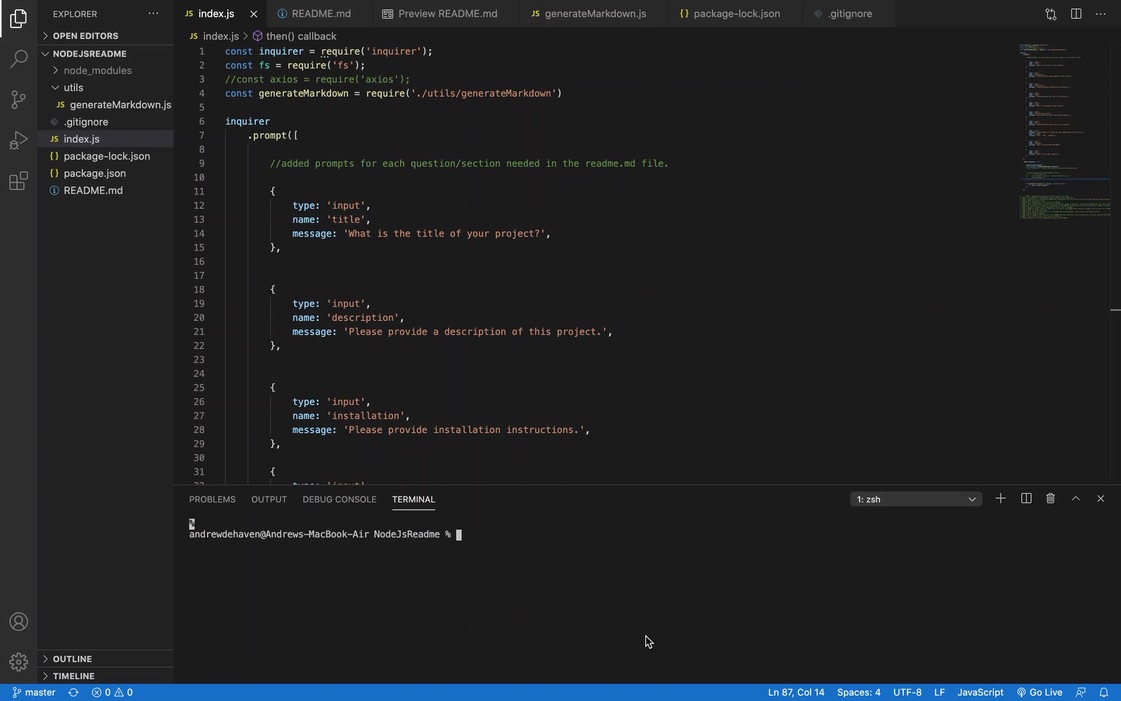 EXPLORER
OPEN EDITORS
NODEJSREADME
node_modules
utils
JS generateMarkdown.js
.gitignore
JS index.js
{} package-lock.json
{} package.json
README.md
OUTLINE
TIMELINE
JS index.js
README.md
Preview README.md
JS generateMarkdown.js
{} package-lock.json
.gitignore
JS index.js > then() callback
1 const inquirer = require('inquirer');
2 const fs = require('fs');
3 //const axios = require('axios');
4 const generateMarkdown = require('./utils/generateMarkdown')
5
6 inquirer
7 .prompt([
8
9 //added prompts for each question/section needed in the readme.md file.
10
11 {
12 type: 'input',
13 name: 'title',
14 message: 'What is the title of your project?',
15 },
16
17
18 {
19 type: 'input',
20 name: 'description',
21 message: 'Please provide a description of this project.',
22 },
23
24
25 {
26 type: 'input',
27 name: 'installation',
28 message: 'Please provide installation instructions.',
29 },
30
31 {
PROBLEMS OUTPUT DEBUG CONSOLE TERMINAL
1: zsh
%
andrewdehaven@Andrews-MacBook-Air NodeJsReadme %
master 0 0 Ln 87, Col 14 Spaces: 4 UTF-8 LF JavaScript Go Live